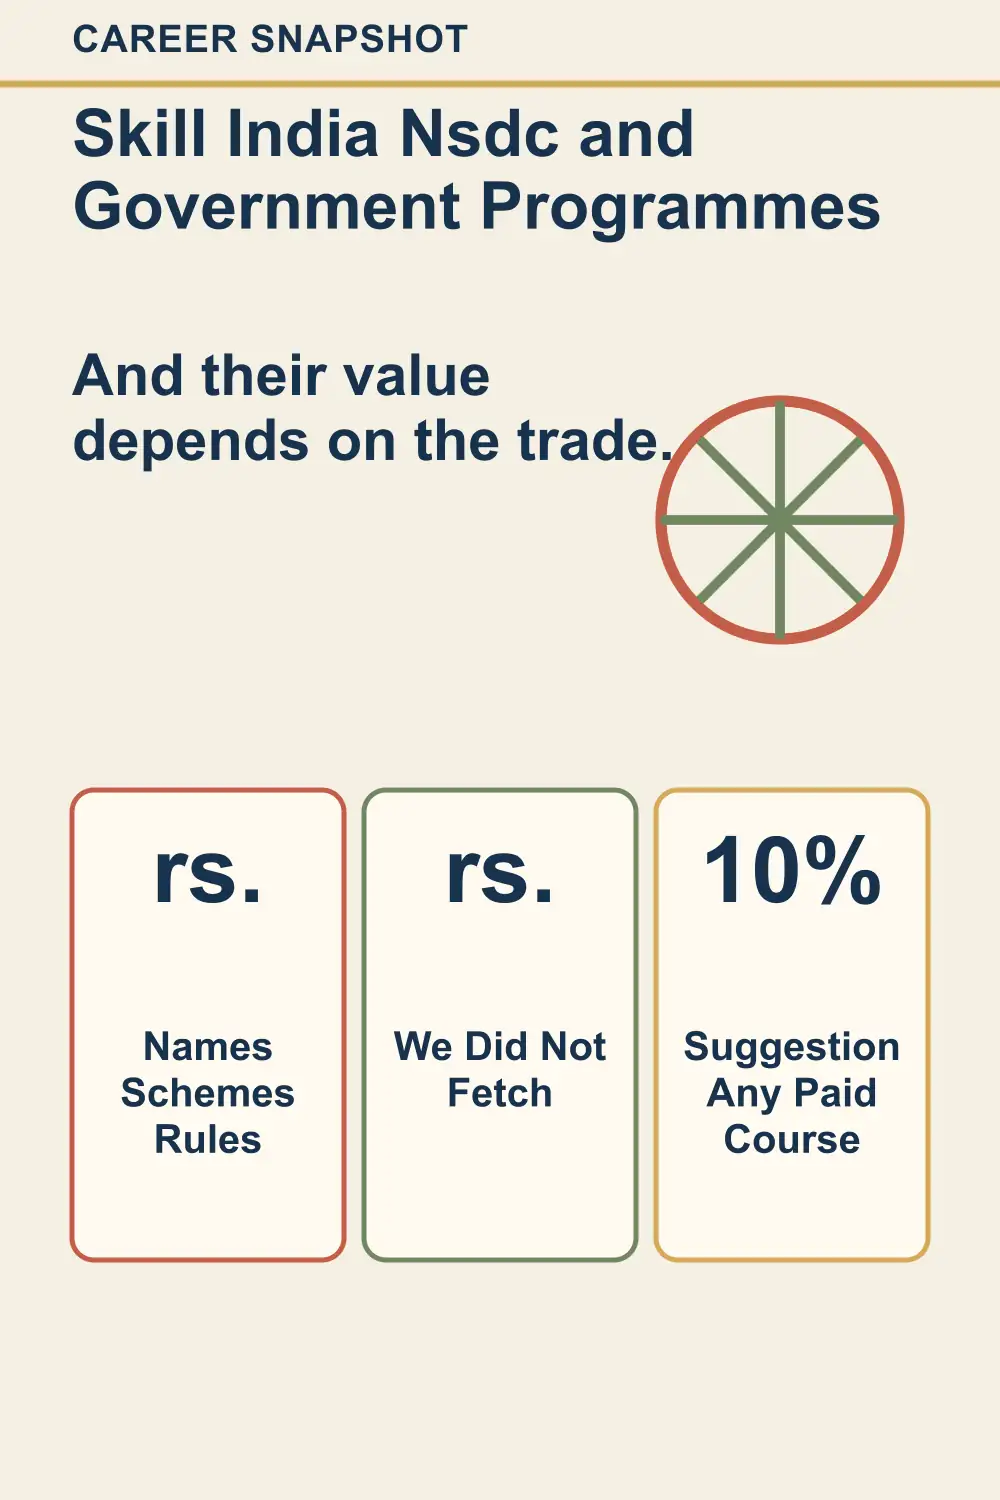 CAREER SNAPSHOT
Skill India Nsdc and
Government Programmes
And their value
depends on the trade.
rs.
Names
Schemes
Rules
rs.
We Did Not
Fetch
10%
Suggestion
Any Paid
Course